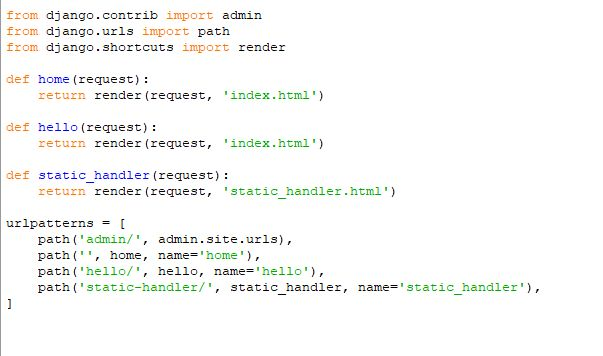 from django.contrib import admin
from django.urls import path
from django.shortcuts import render

def home(request):
    return render(request, 'index.html')

def hello(request):
    return render(request, 'index.html')

def static_handler(request):
    return render(request, 'static_handler.html')

urlpatterns = [
    path('admin/', admin.site.urls),
    path('', home, name='home'),
    path('hello/', hello, name='hello'),
    path('static-handler/', static_handler, name='static_handler'),
]